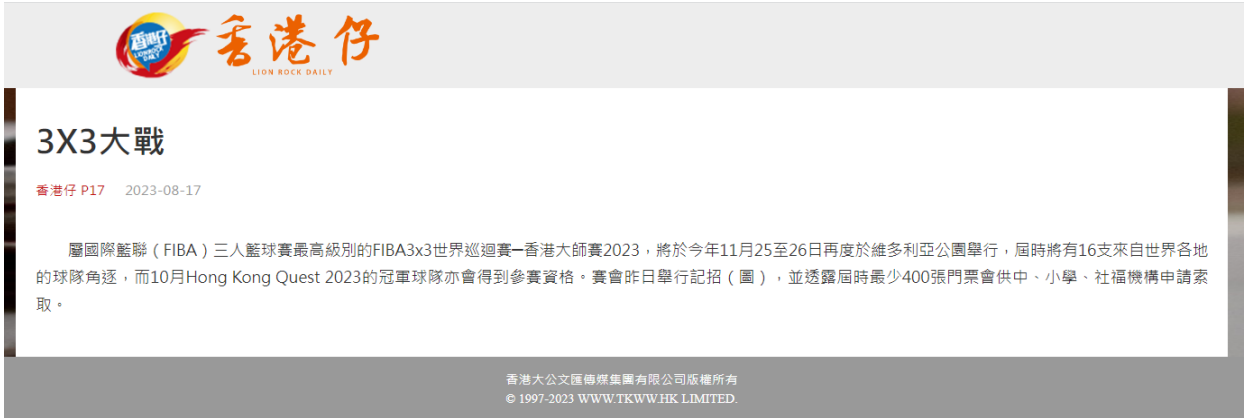 香港仔
LION ROCK DAILY
香港仔
LION ROCK DAILY
3X3大戰
香港仔 P17 2023-08-17
屬國際籃聯（FIBA）三人籃球賽最高級別的FIBA3x3世界巡迴賽─香港大師賽2023，將於今年11月25至26日再度於維多利亞公園舉行，屆時將有16支來自世界各地
的球隊角逐，而10月Hong Kong Quest 2023的冠軍球隊亦會得到參賽資格。賽會昨日舉行記招（圖），並透露屆時最少400張門票會供中、小學、社福機構申請索
取。
香港大公文匯傳媒集團有限公司版權所有
© 1997-2023 WWW.TKWW.HK LIMITED.